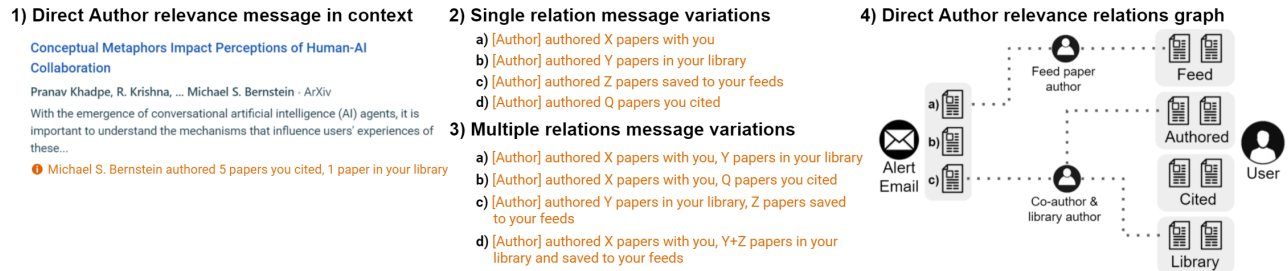 1) Direct Author relevance message in context
Conceptual Metaphors Impact Perceptions of Human-AI
Collaboration
Pranav Khadpe, R. Krishna, ... Michael S. Bernstein - ArXiv
With the emergence of conversational artificial intelligence (AI) agents, it is
important to understand the mechanisms that influence users' experiences of
these...
Michael S. Bernstein authored 5 papers you cited, 1 paper in your library
2) Single relation message variations
a) [Author] authored X papers with you
b) [Author] authored Y papers in your library
c) [Author] authored Z papers saved to your feeds
d) [Author] authored Q papers you cited
3) Multiple relations message variations
a) [Author] authored X papers with you, Y papers in your library
b) [Author] authored X papers with you, Q papers you cited
c) [Author] authored Y papers in your library, Z papers saved
to your feeds
d) [Author] authored X papers with you, Y+Z papers in your
library and saved to your feeds
4) Direct Author relevance relations graph
Alert
Email
a)
b)
c)
Feed paper
author
Co-author &
library author
Feed
Authored
Cited
Library
User